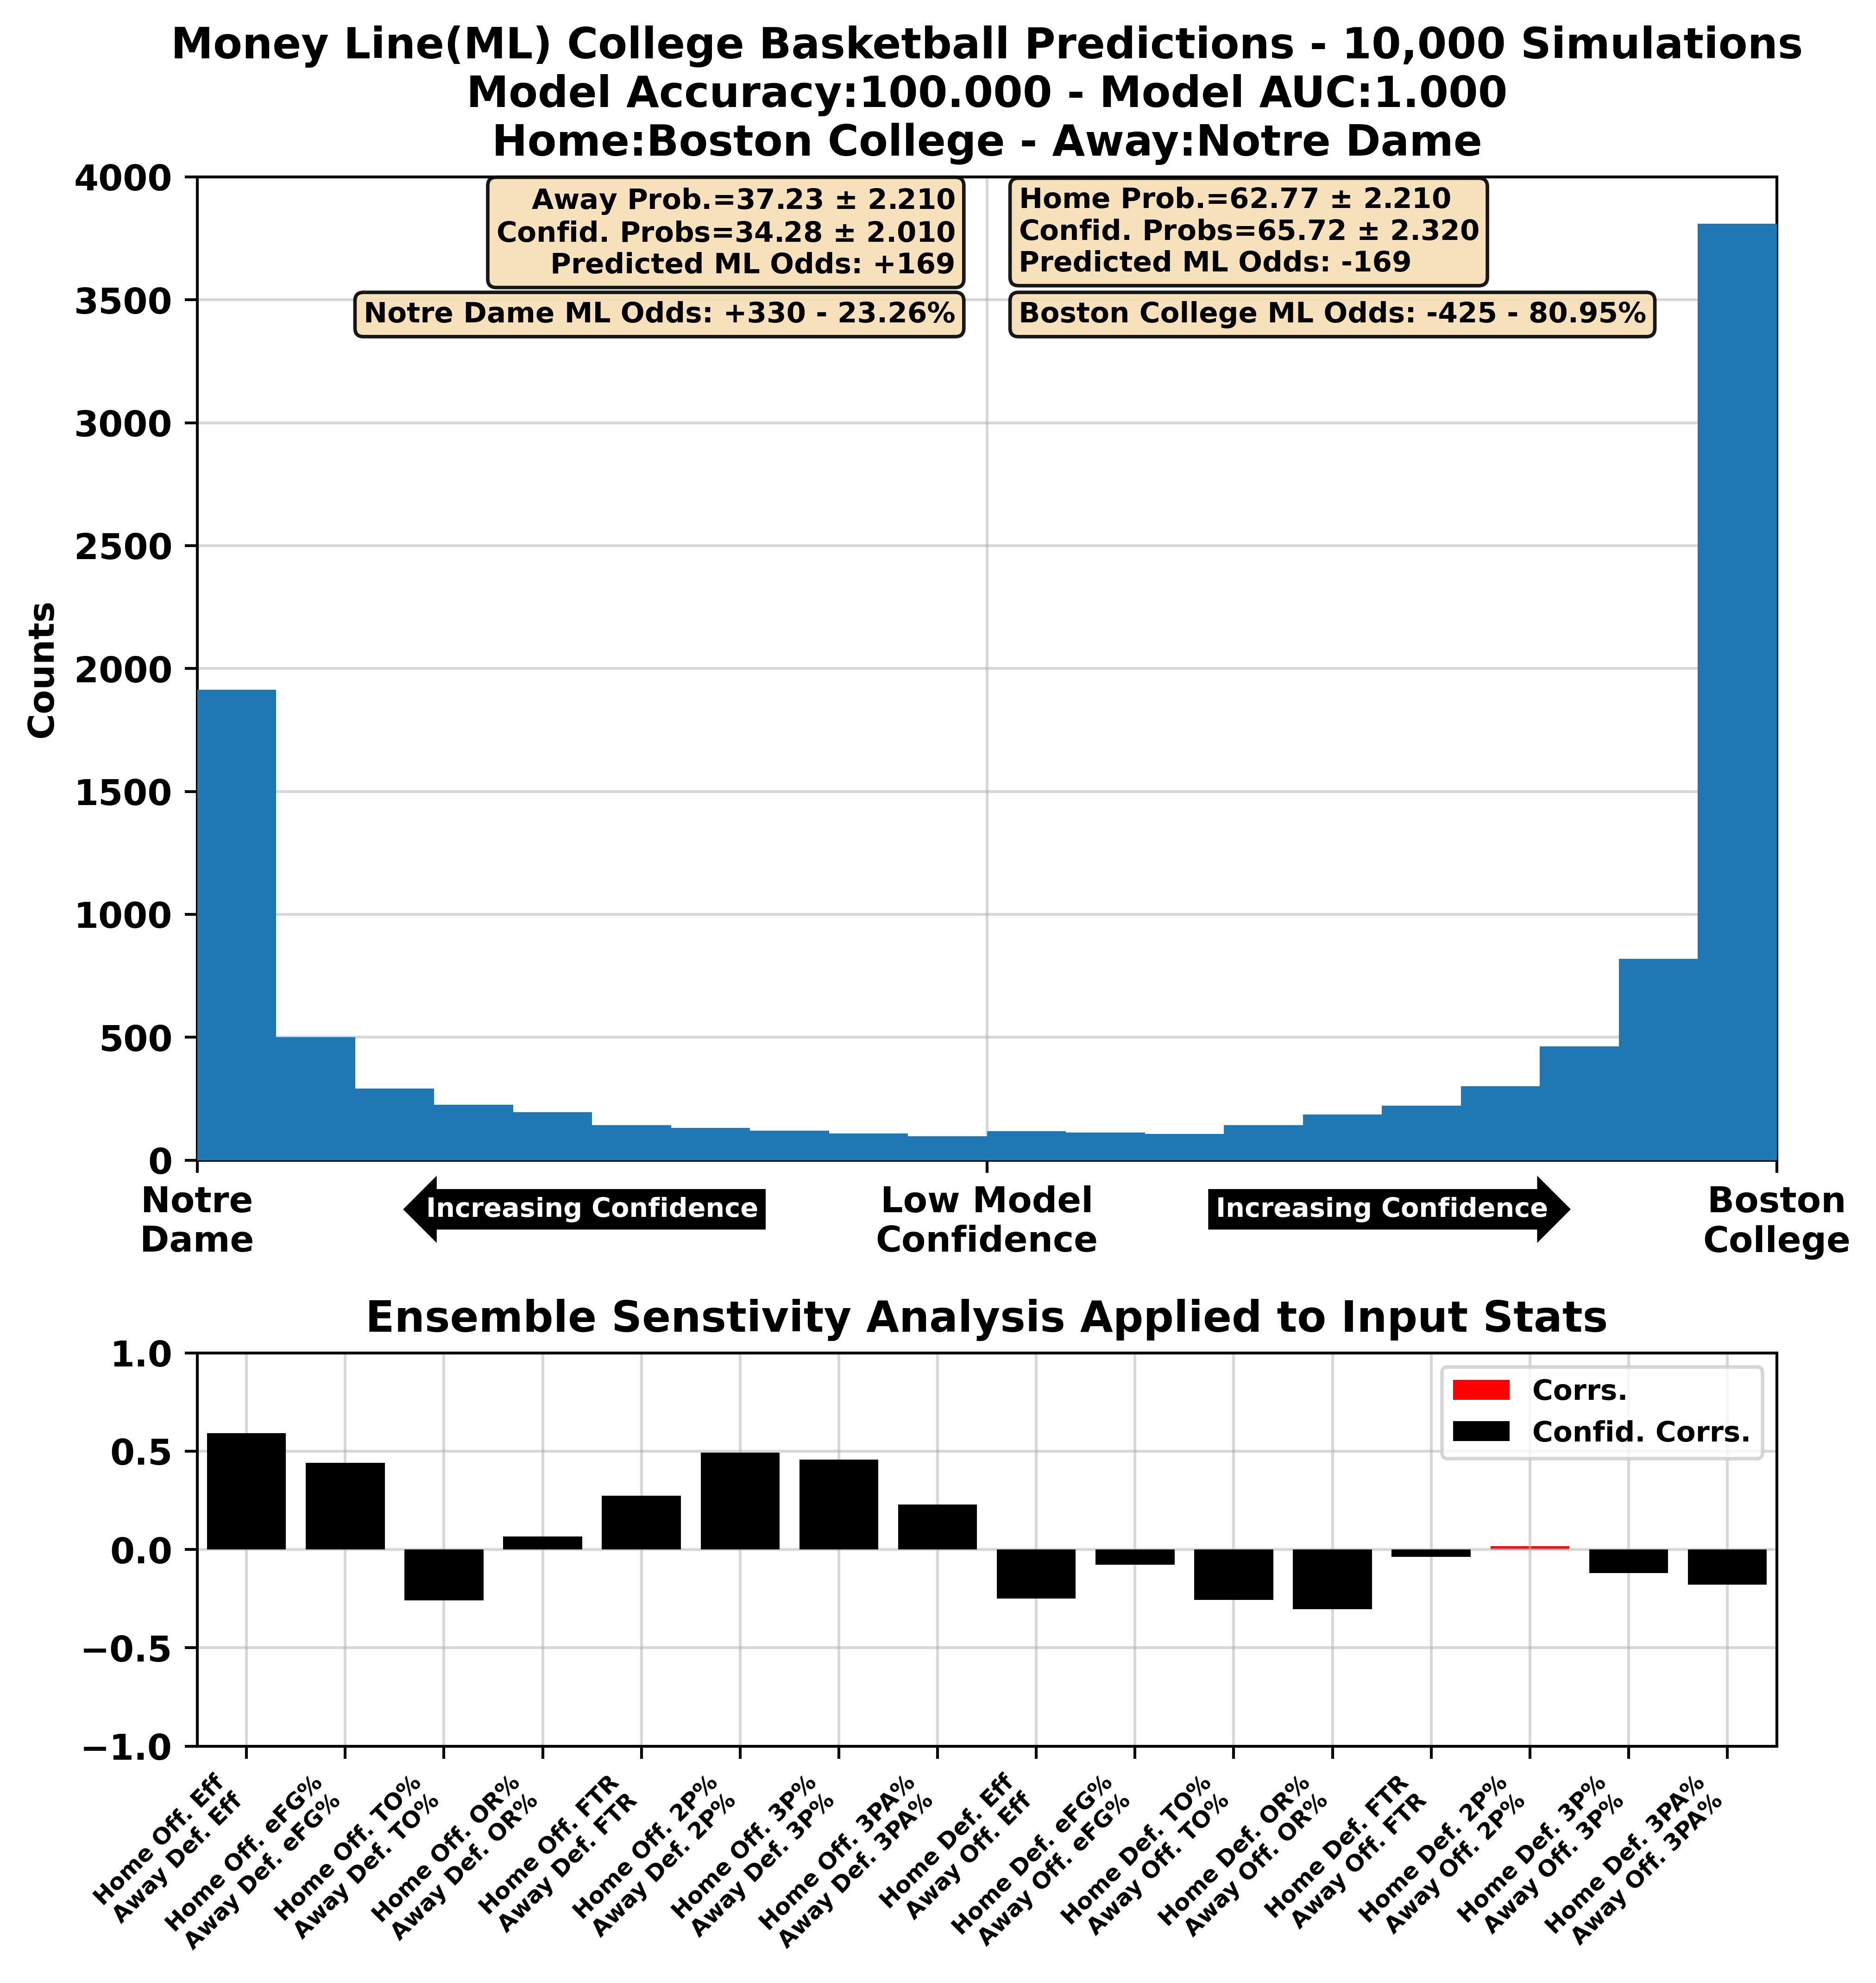 Money Line(ML) College Basketball Predictions - 10,000 Simulations
Model Accuracy:100.000 - Model AUC:1.000
Home:Boston College - Away:Notre Dame
4000
3500
3000
2500
2000
1500
1000
500
0
Counts
Away Prob.=37.23 ± 2.210
Confid. Probs=34.28 ± 2.010
Predicted ML Odds: +169
Notre Dame ML Odds: +330 - 23.26%
Home Prob.=62.77 ± 2.210
Confid. Probs=65.72 ± 2.320
Predicted ML Odds: -169
Boston College ML Odds: -425 - 80.95%
Notre
Dame
Increasing Confidence
Low Model
Confidence
Increasing Confidence
Boston
College
Ensemble Senstivity Analysis Applied to Input Stats
1.0
0.5
0.0
−0.5
−1.0
Corrs.
Confid. Corrs.
Home Off. Eff
Away Def. Eff
Home Off. eFG%
Away Def. eFG%
Home Off. TO%
Away Def. TO%
Home Off. OR%
Away Def. OR%
Home Off. FTR
Away Def. FTR
Home Off. 2P%
Away Def. 2P%
Home Off. 3P%
Away Def. 3P%
Home Off. 3PA%
Away Def. 3PA%
Home Def. Eff
Away Off. Eff
Home Def. eFG%
Away Off. eFG%
Home Def. TO%
Away Off. TO%
Home Def. OR%
Away Off. OR%
Home Def. FTR
Away Off. FTR
Home Def. 2P%
Away Off. 2P%
Home Def. 3P%
Away Off. 3P%
Home Def. 3PA%
Away Off. 3PA%